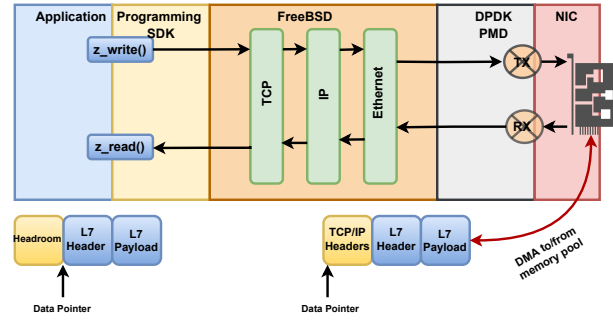 Application
Programming
SDK
FreeBSD
DPDK
PMD
NIC
z_write()
TCP
IP
Ethernet
TX
z_read()
RX
Headroom
L7
Header
L7
Payload
Data Pointer
TCP/IP
Headers
L7
Header
L7
Payload
Data Pointer
DMA to/from
memory pool